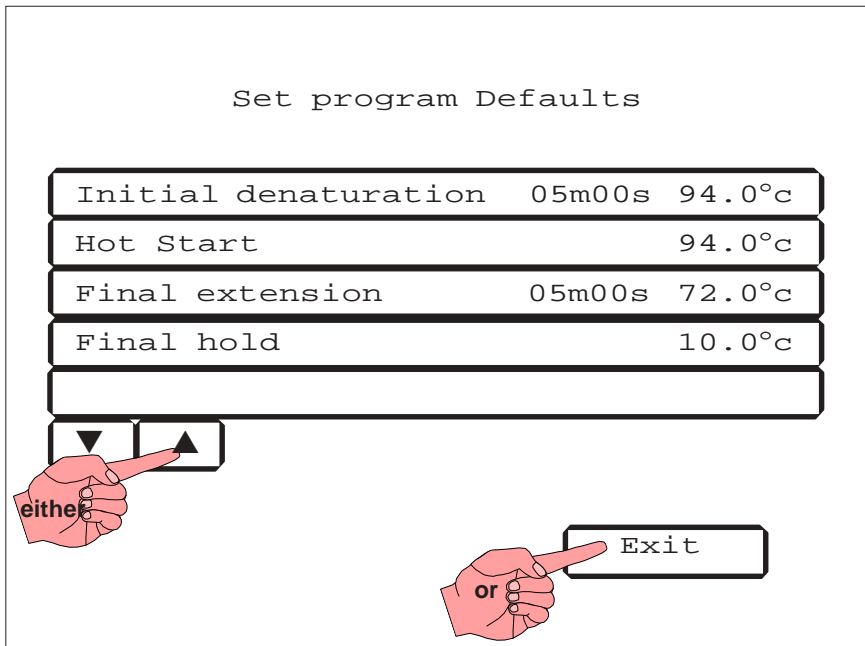 Set program Defaults
Initial denaturation 05m00s 94.0°c
Hot Start 94.0°c
Final extension 05m00s 72.0°c
Final hold 10.0°c
▼ ▲
either
Exit
or